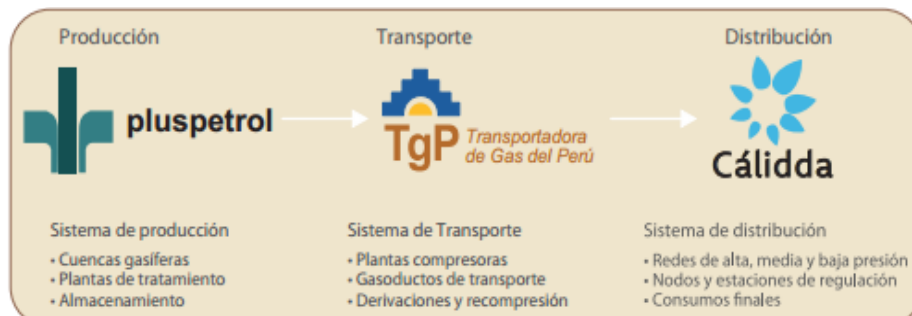 Producción
Transporte
Distribución
pluspetrol
TgP Transportadora
de Gas del Perú
Cálidda
Sistema de producción
• Cuencas gasíferas
• Plantas de tratamiento
• Almacenamiento
Sistema de Transporte
• Plantas compresoras
• Gasoductos de transporte
• Derivaciones y recompresión
Sistema de distribución
• Redes de alta, media y baja presión
• Nodos y estaciones de regulación
• Consumos finales